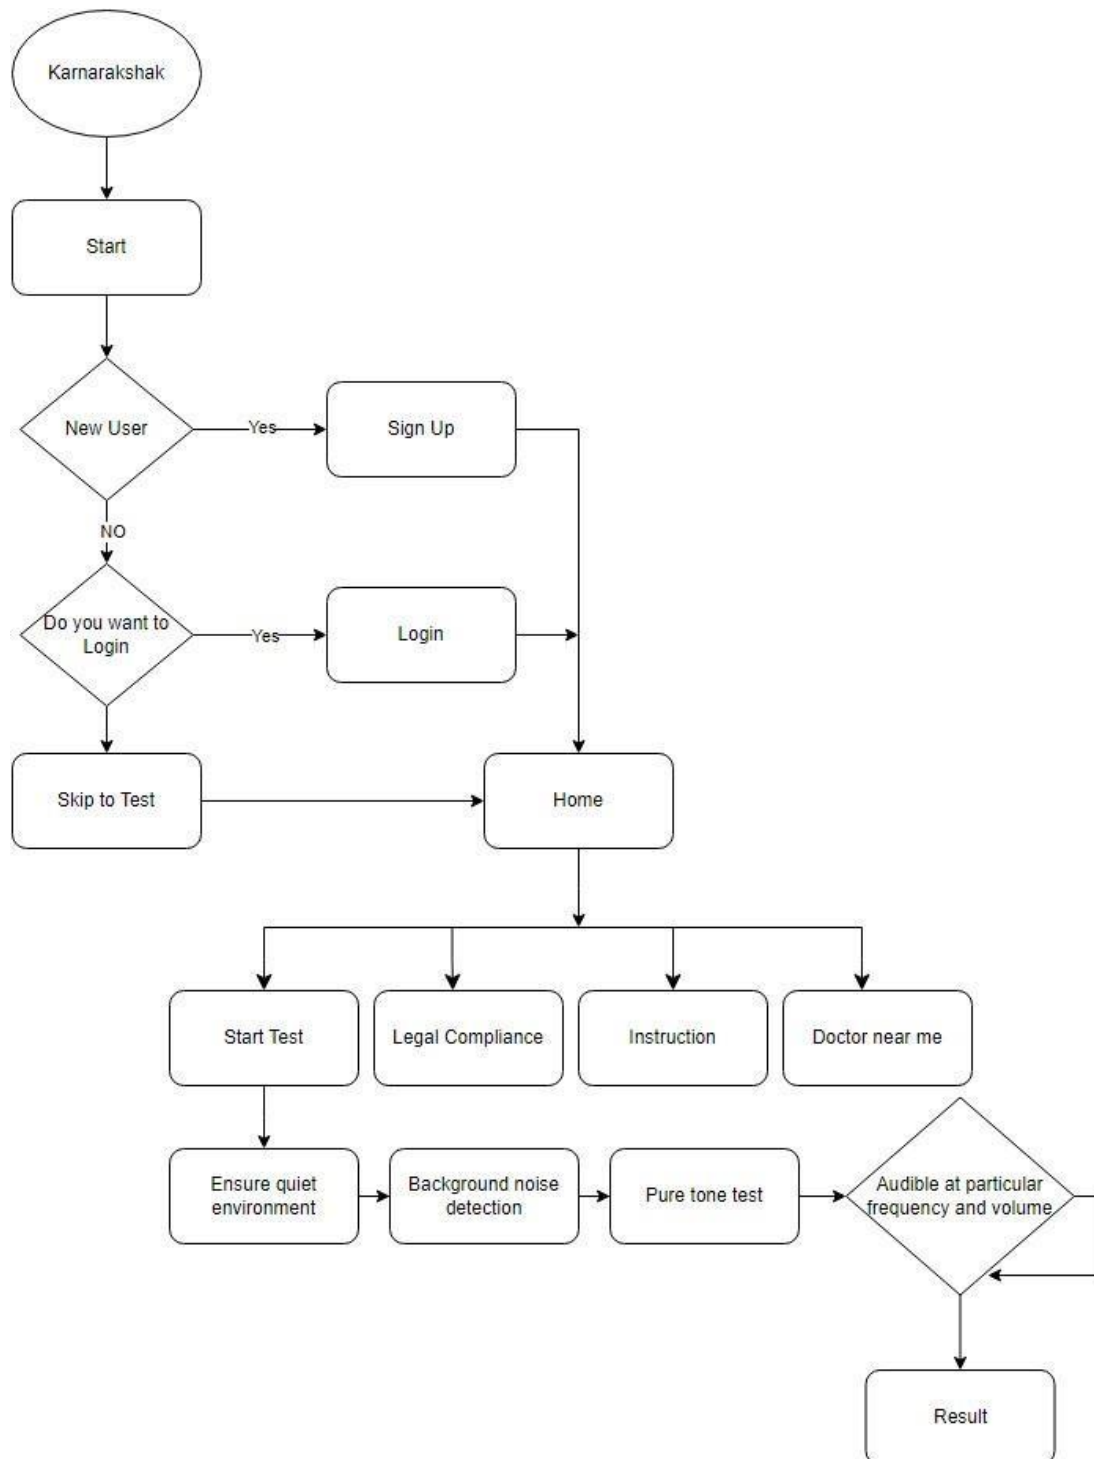 Karnarakshak
Start
New User
Yes
Sign Up
NO
Do you want to
Login
Yes
Login
Skip to Test
Home
Start Test
Legal Compliance
Instruction
Doctor near me
Ensure quiet
environment
Background noise
detection
Pure tone test
Audible at particular
frequency and volume
Result